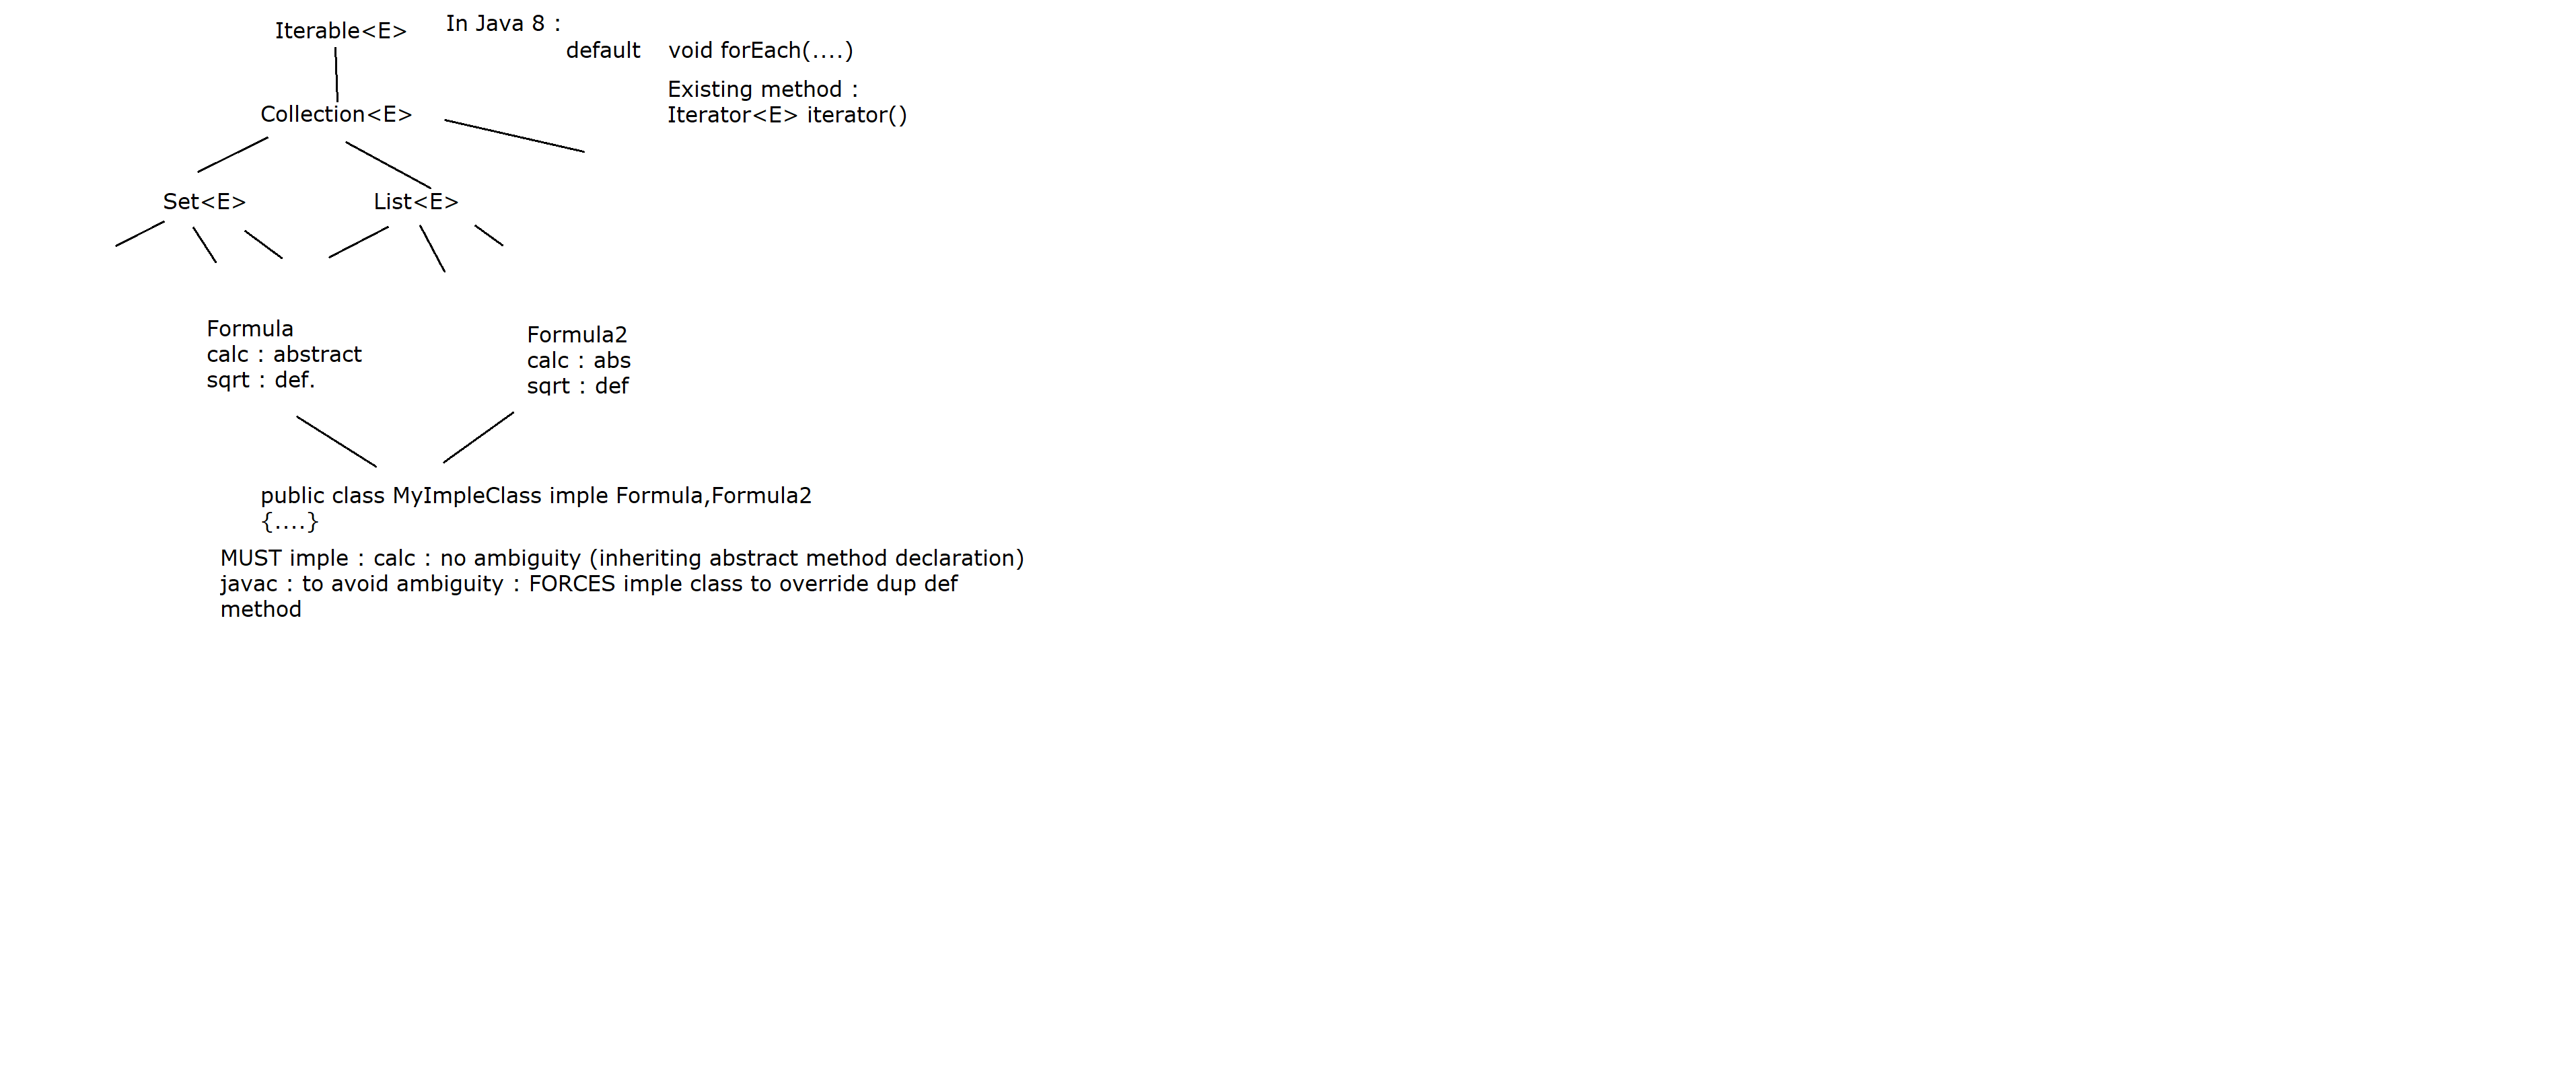 Iterable<E>
In Java 8 :
default void forEach(....)
Existing method :
Iterator<E> iterator()
Collection<E>
Set<E>
List<E>
Formula
calc : abstract
sqrt : def.
Formula2
calc : abs
sqrt : def
public class MyImpleClass imple Formula,Formula2
{....}
MUST imple : calc : no ambiguity (inheriting abstract method declaration)
javac : to avoid ambiguity : FORCES imple class to override dup def
method